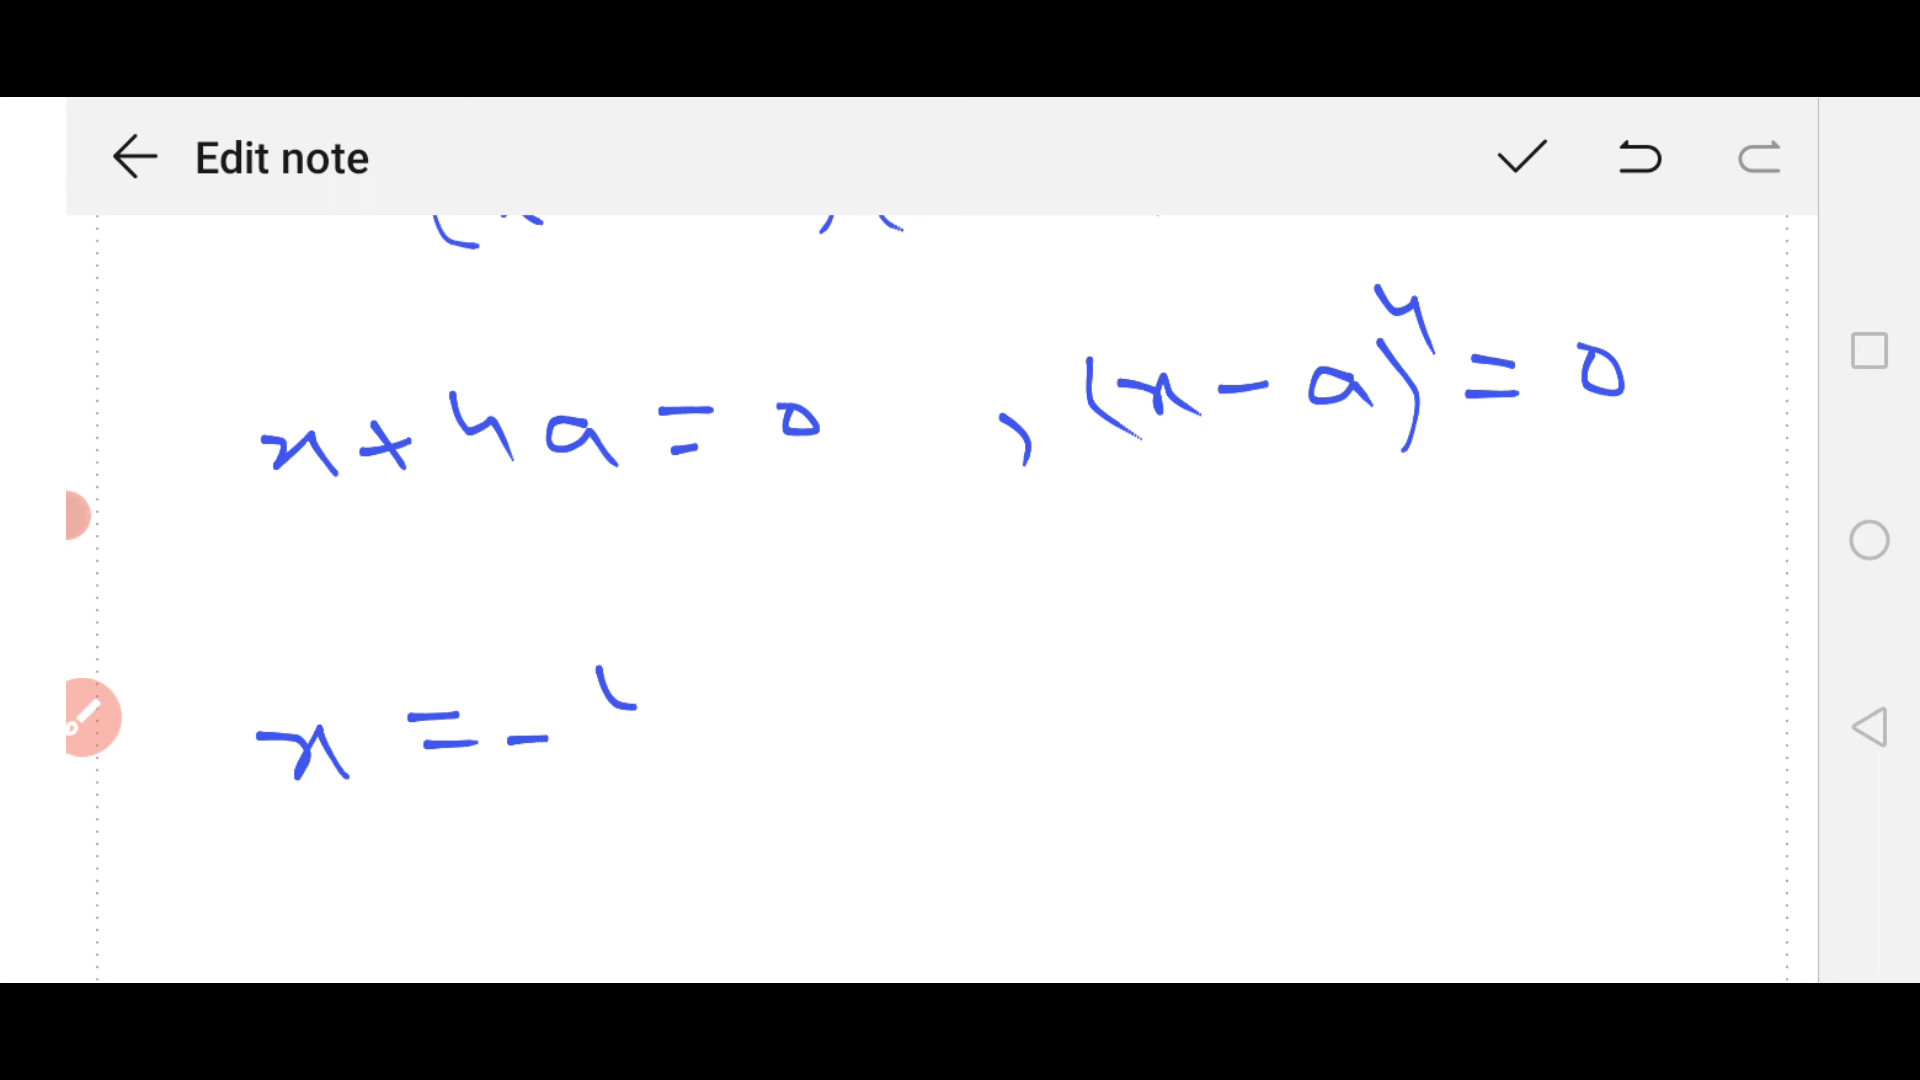 Edit note
x + 4a = 0 , (x - a)⁴ = 0
x = -